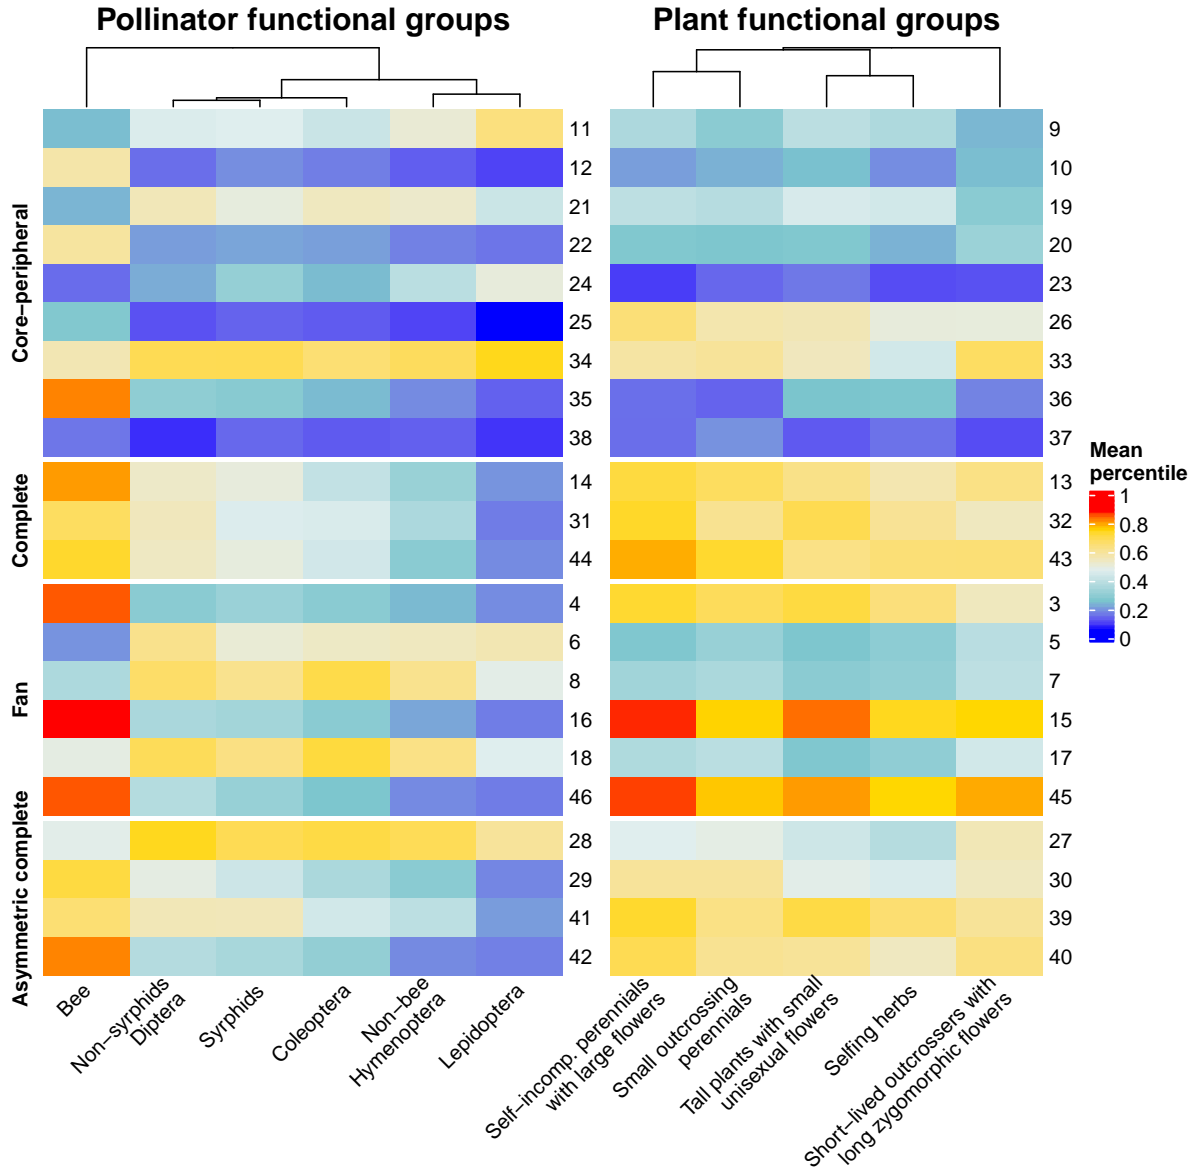 Pollinator functional groups
Plant functional groups
Core−peripheral
11
12
21
22
24
25
34
35
38
9
10
19
20
23
26
33
36
37
Complete
14
31
44
13
32
43
Fan
4
6
8
16
18
46
3
5
7
15
17
45
Asymmetric complete
28
29
41
42
27
30
39
40
Mean
percentile
1
0.8
0.6
0.4
0.2
0
Bee
Non−syrphids
Diptera
Syrphids
Coleoptera
Non−bee
Hymenoptera
Lepidoptera
Self−incomp. perennials
with large flowers
Small outcrossing
perennials
Tall plants with small
unisexual flowers
Selfing herbs
Short−lived outcrossers with
long zygomorphic flowers